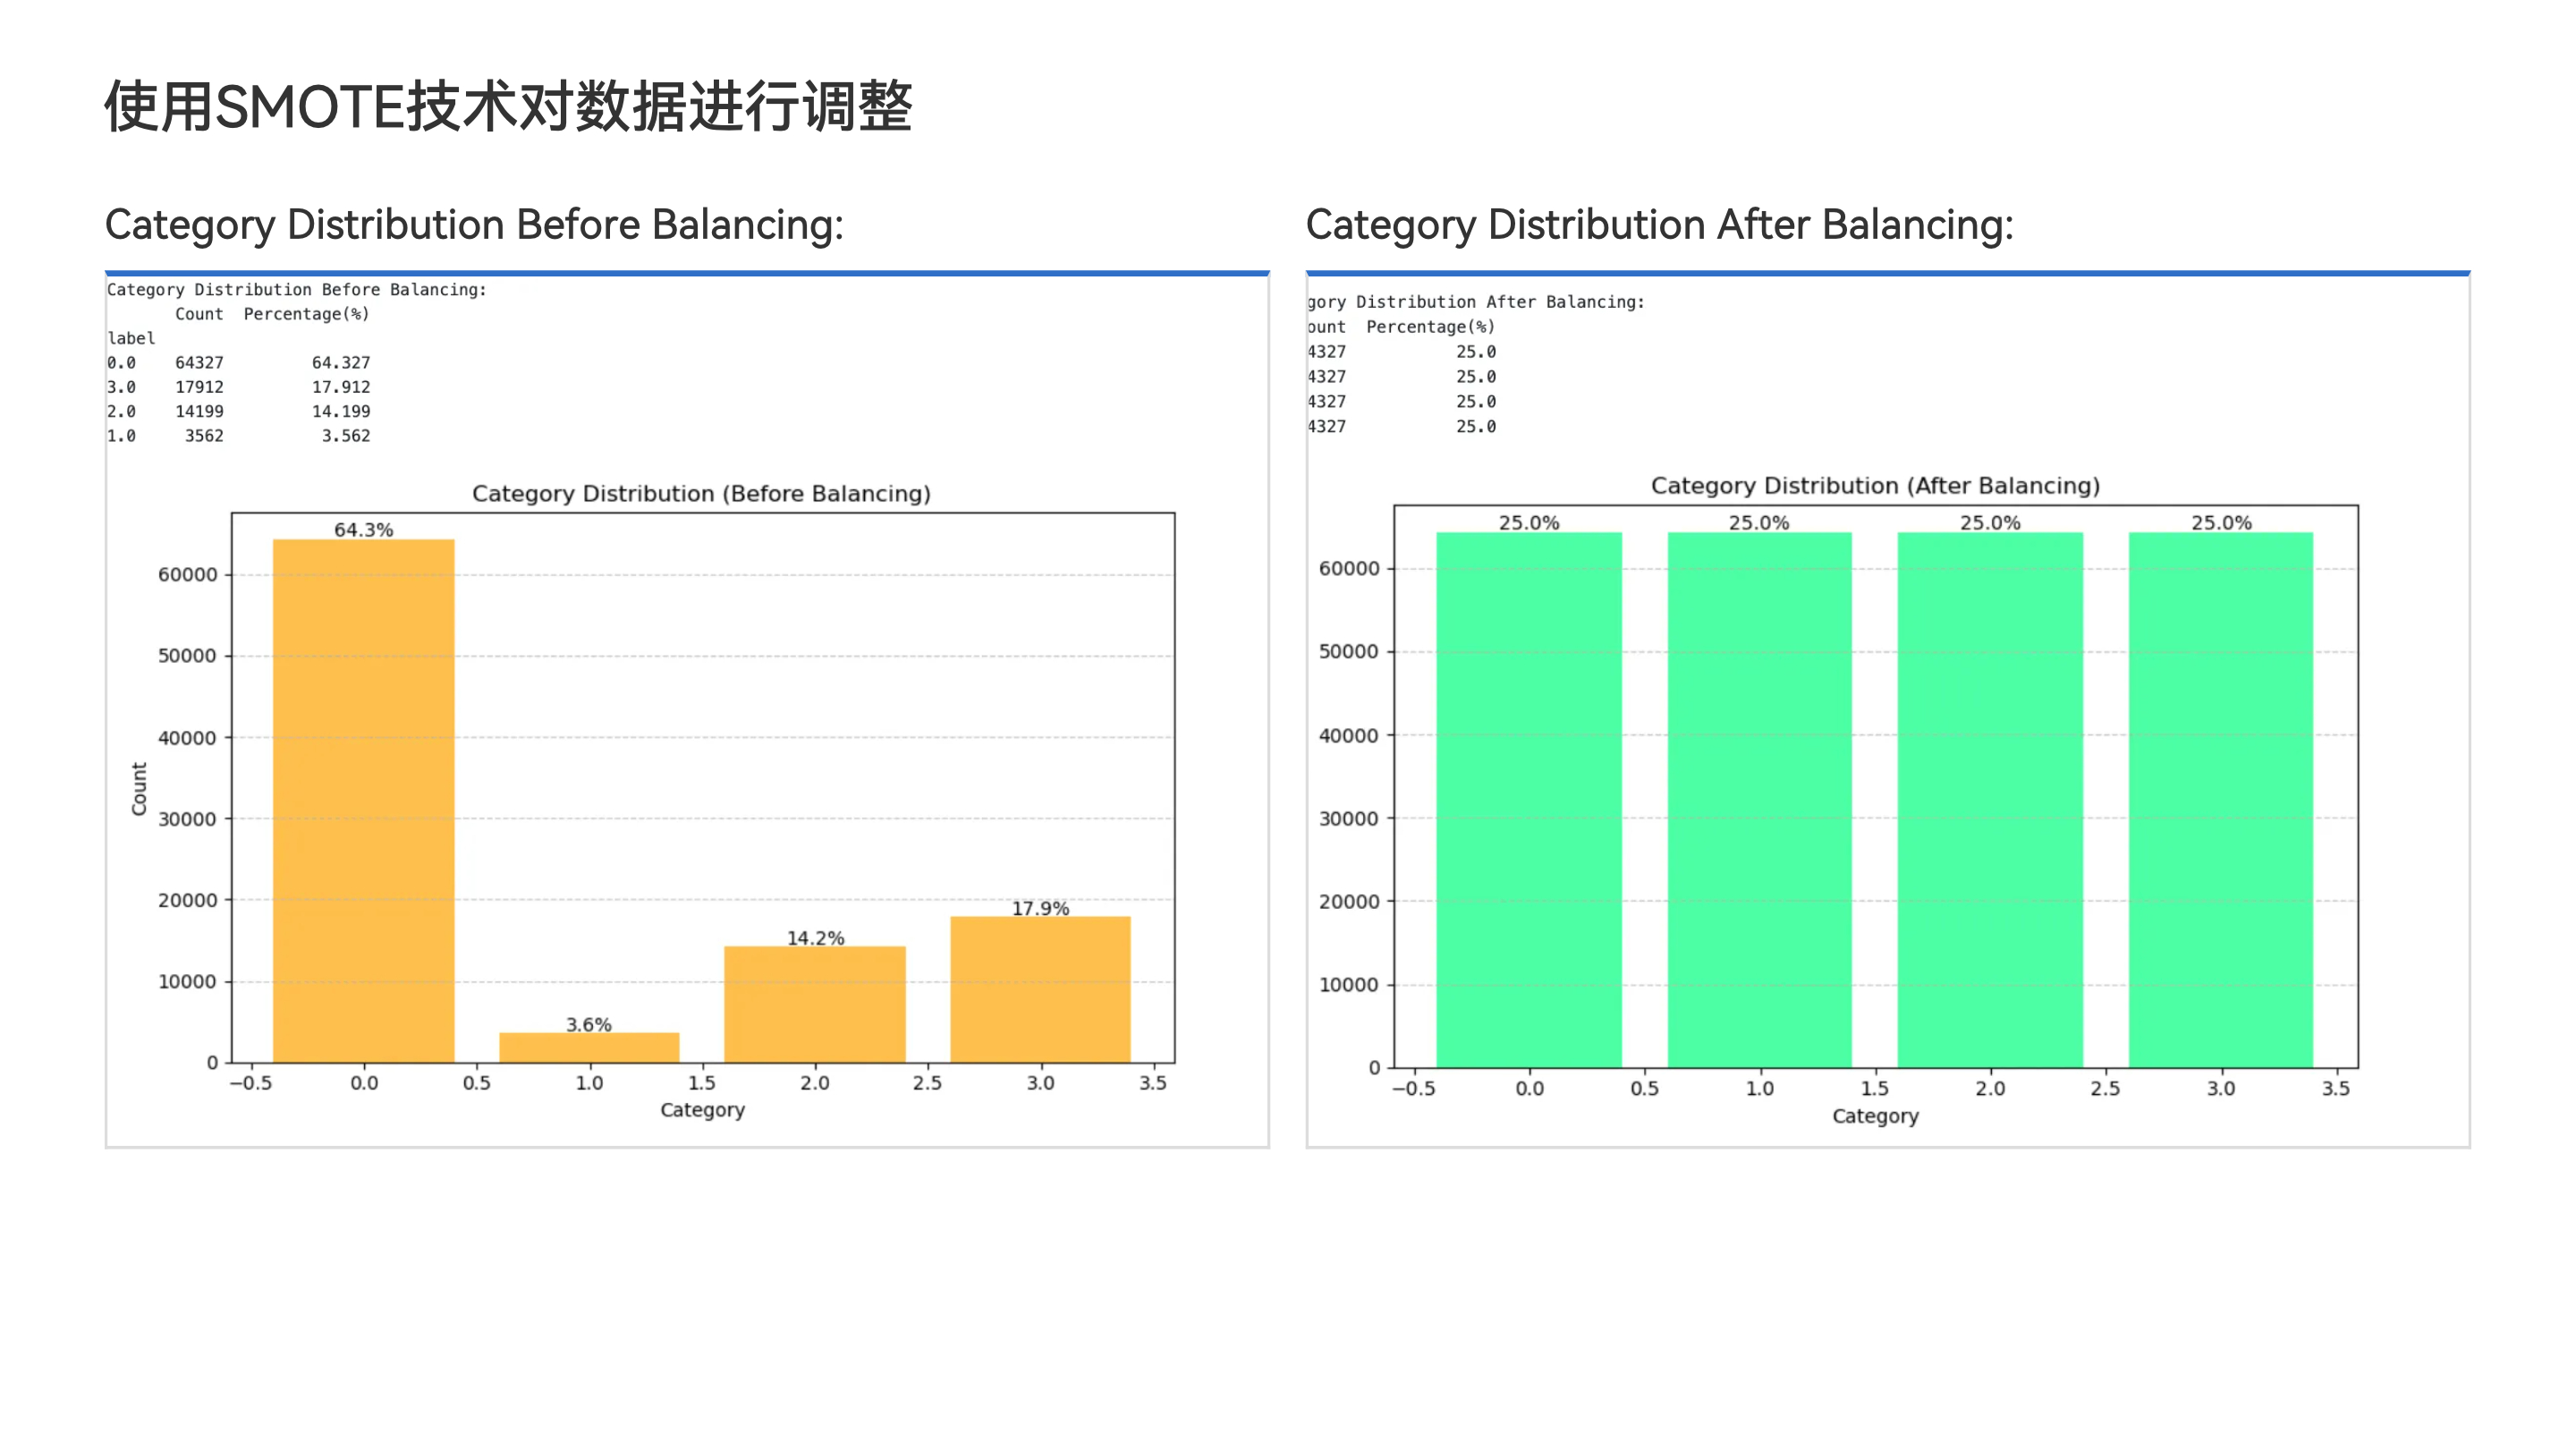 使用SMOTE技术对数据进行调整
Category Distribution Before Balancing:
Category Distribution Before Balancing:
Count Percentage(%)
label
0.0 64327 64.327
3.0 17912 17.912
2.0 14199 14.199
1.0 3562 3.562
Category Distribution (Before Balancing)
64.3%
3.6%
14.2%
17.9%
60000
50000
40000
30000
20000
10000
0
Count
−0.5 0.0 0.5 1.0 1.5 2.0 2.5 3.0 3.5
Category
Category Distribution After Balancing:
gory Distribution After Balancing:
ount Percentage(%)
4327 25.0
4327 25.0
4327 25.0
4327 25.0
Category Distribution (After Balancing)
25.0% 25.0% 25.0% 25.0%
60000
50000
40000
30000
20000
10000
0
−0.5 0.0 0.5 1.0 1.5 2.0 2.5 3.0 3.5
Category